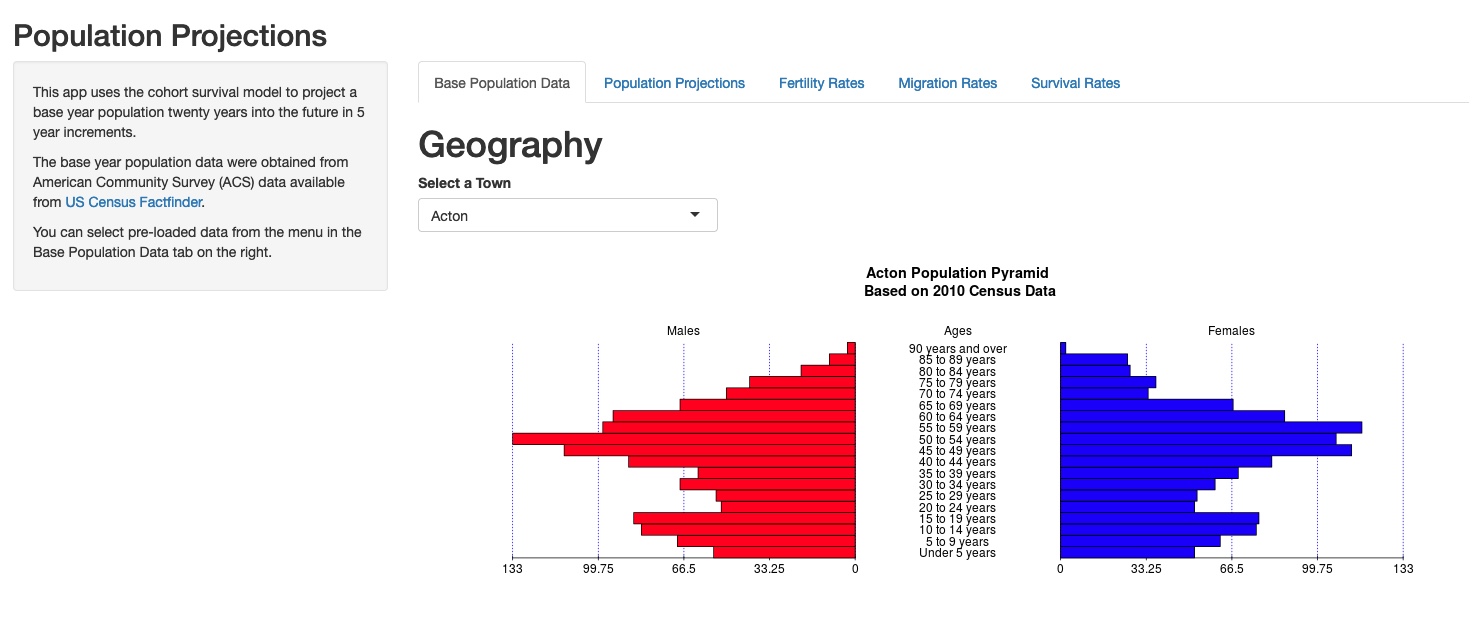 Population Projections
This app uses the cohort survival model to project a
base year population twenty years into the future in 5
year increments.
The base year population data were obtained from
American Community Survey (ACS) data available
from US Census Factfinder.
You can select pre-loaded data from the menu in the
Base Population Data tab on the right.
Base Population Data Population Projections Fertility Rates Migration Rates Survival Rates
Geography
Select a Town
Acton
Acton Population Pyramid
Based on 2010 Census Data
Males Ages Females
90 years and over
85 to 89 years
80 to 84 years
75 to 79 years
70 to 74 years
65 to 69 years
60 to 64 years
55 to 59 years
50 to 54 years
45 to 49 years
40 to 44 years
35 to 39 years
30 to 34 years
25 to 29 years
20 to 24 years
15 to 19 years
10 to 14 years
5 to 9 years
Under 5 years
133 99.75 66.5 33.25 0 0 33.25 66.5 99.75 133